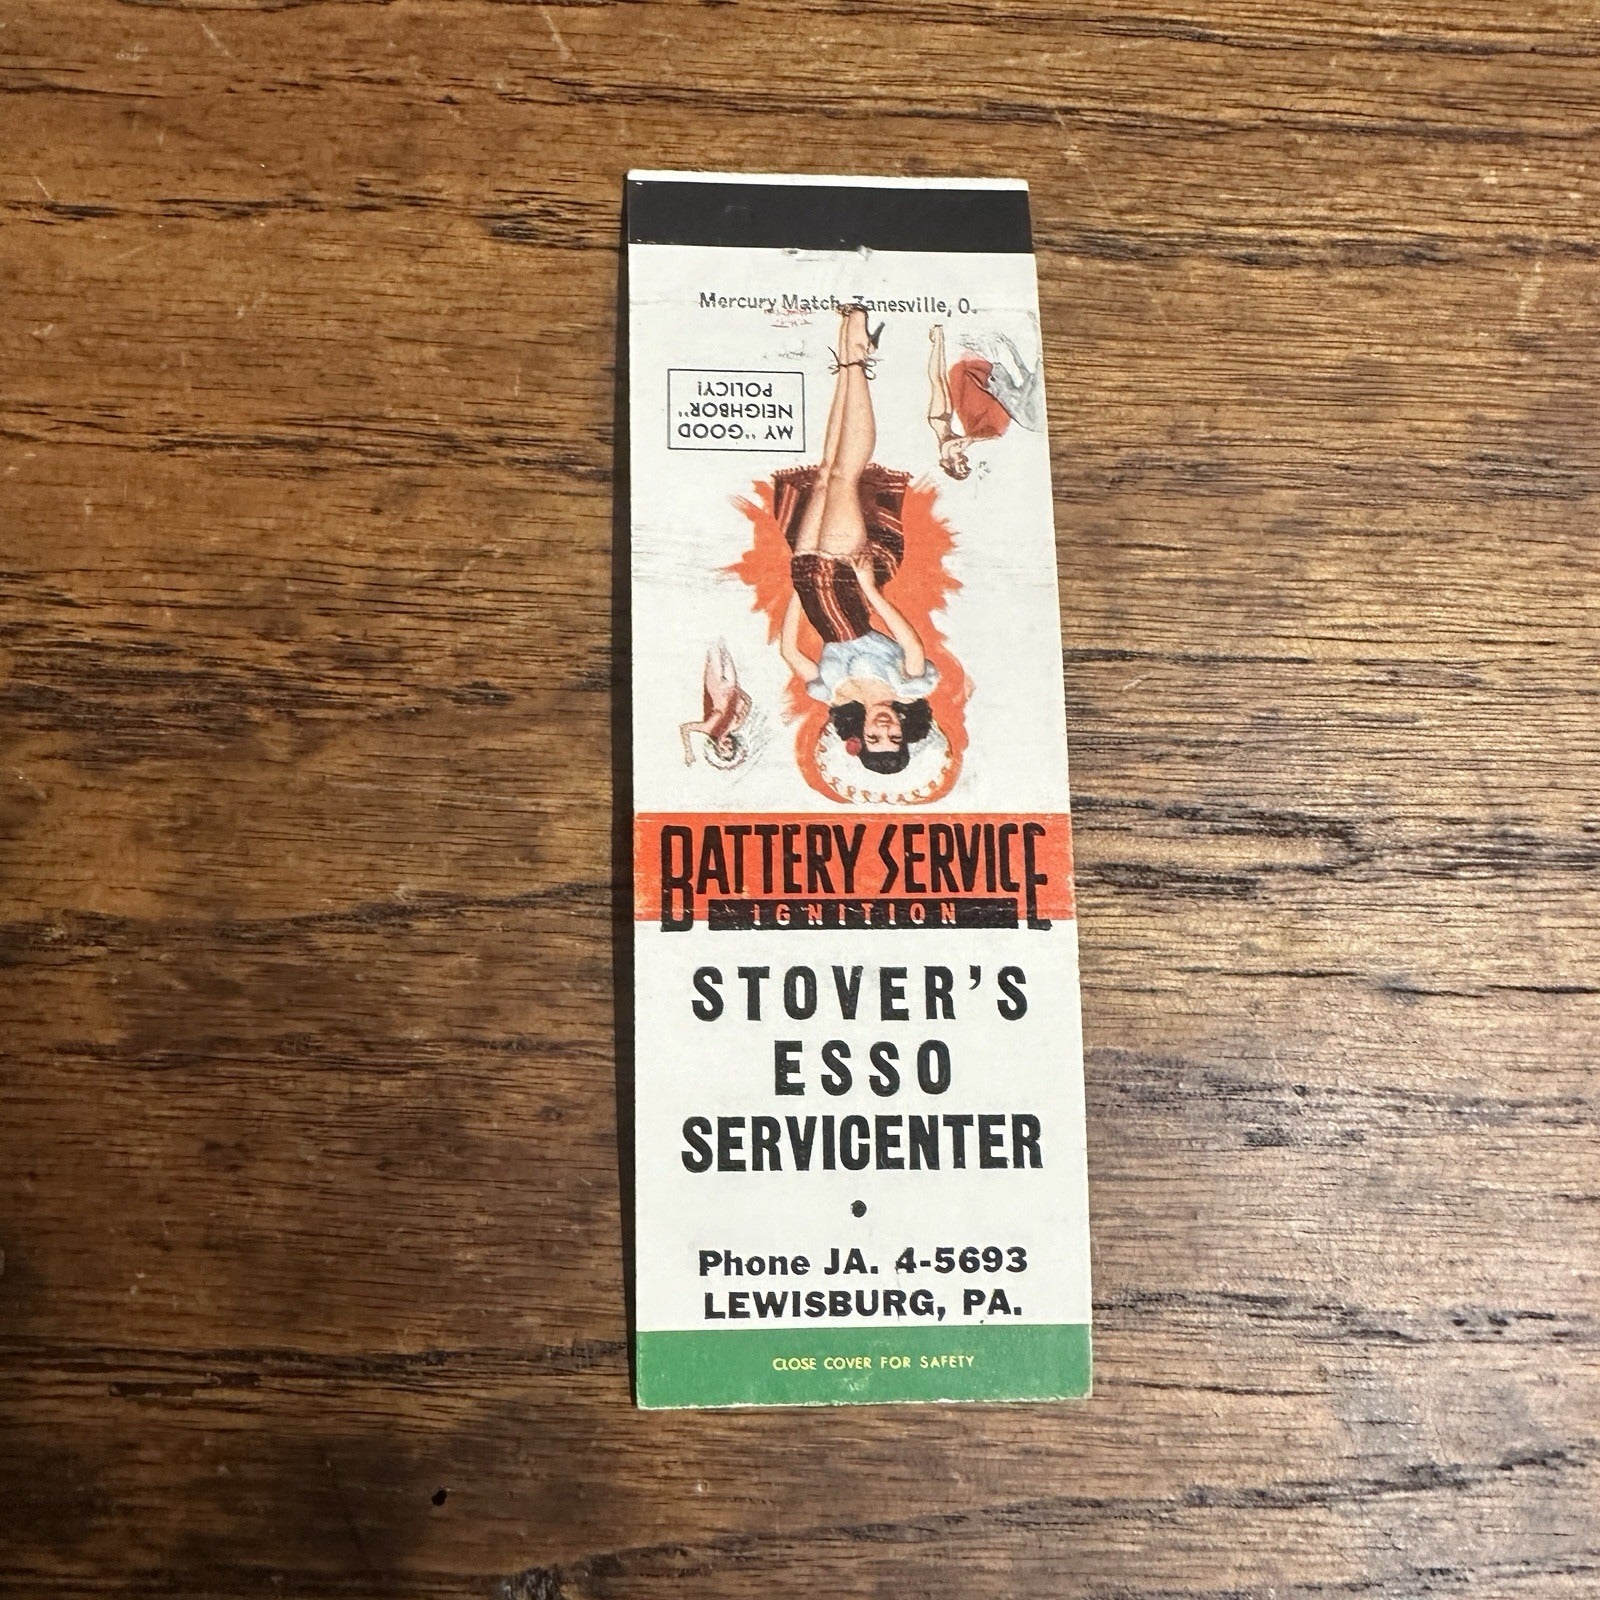 Mercury Match, Zanesville, O.
MY "GOOD
NEIGHBOR"
POLICY!
BATTERY SERVICE
IGNITION
STOVER'S
ESSO
SERVICENTER
•
Phone JA. 4-5693
LEWISBURG, PA.
CLOSE COVER FOR SAFETY